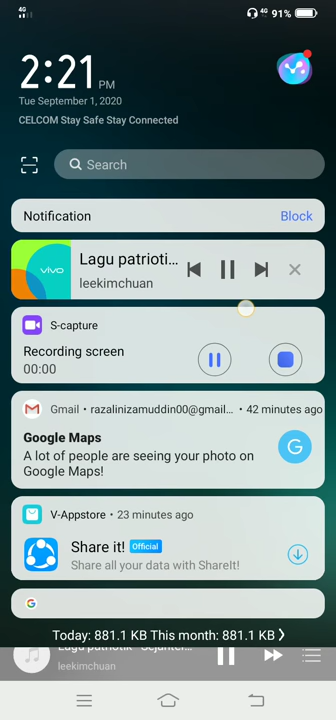 4G
4G 91%
2:21 PM
Tue September 1, 2020
CELCOM Stay Safe Stay Connected
Search
Notification Block
vivo
Lagu patrioti...
leekimchuan
S-capture
Recording screen
00:00
Gmail • razalinizamuddin00@gmail... • 42 minutes ago
Google Maps
A lot of people are seeing your photo on
Google Maps!
G
V-Appstore • 23 minutes ago
Share it! Official
Share all your data with ShareIt!
Today: 881.1 KB This month: 881.1 KB
leekimchuan